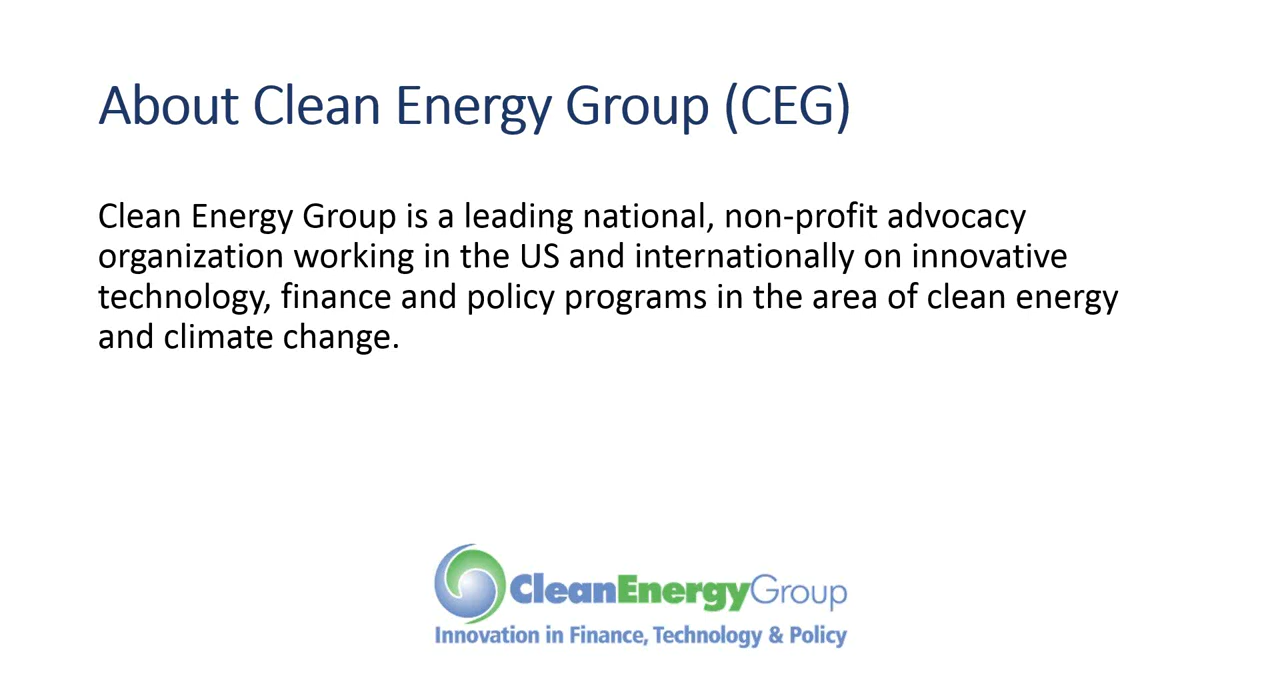 About Clean Energy Group (CEG)
Clean Energy Group is a leading national, non-profit advocacy
organization working in the US and internationally on innovative
technology, finance and policy programs in the area of clean energy
and climate change.
CleanEnergyGroup
Innovation in Finance, Technology & Policy